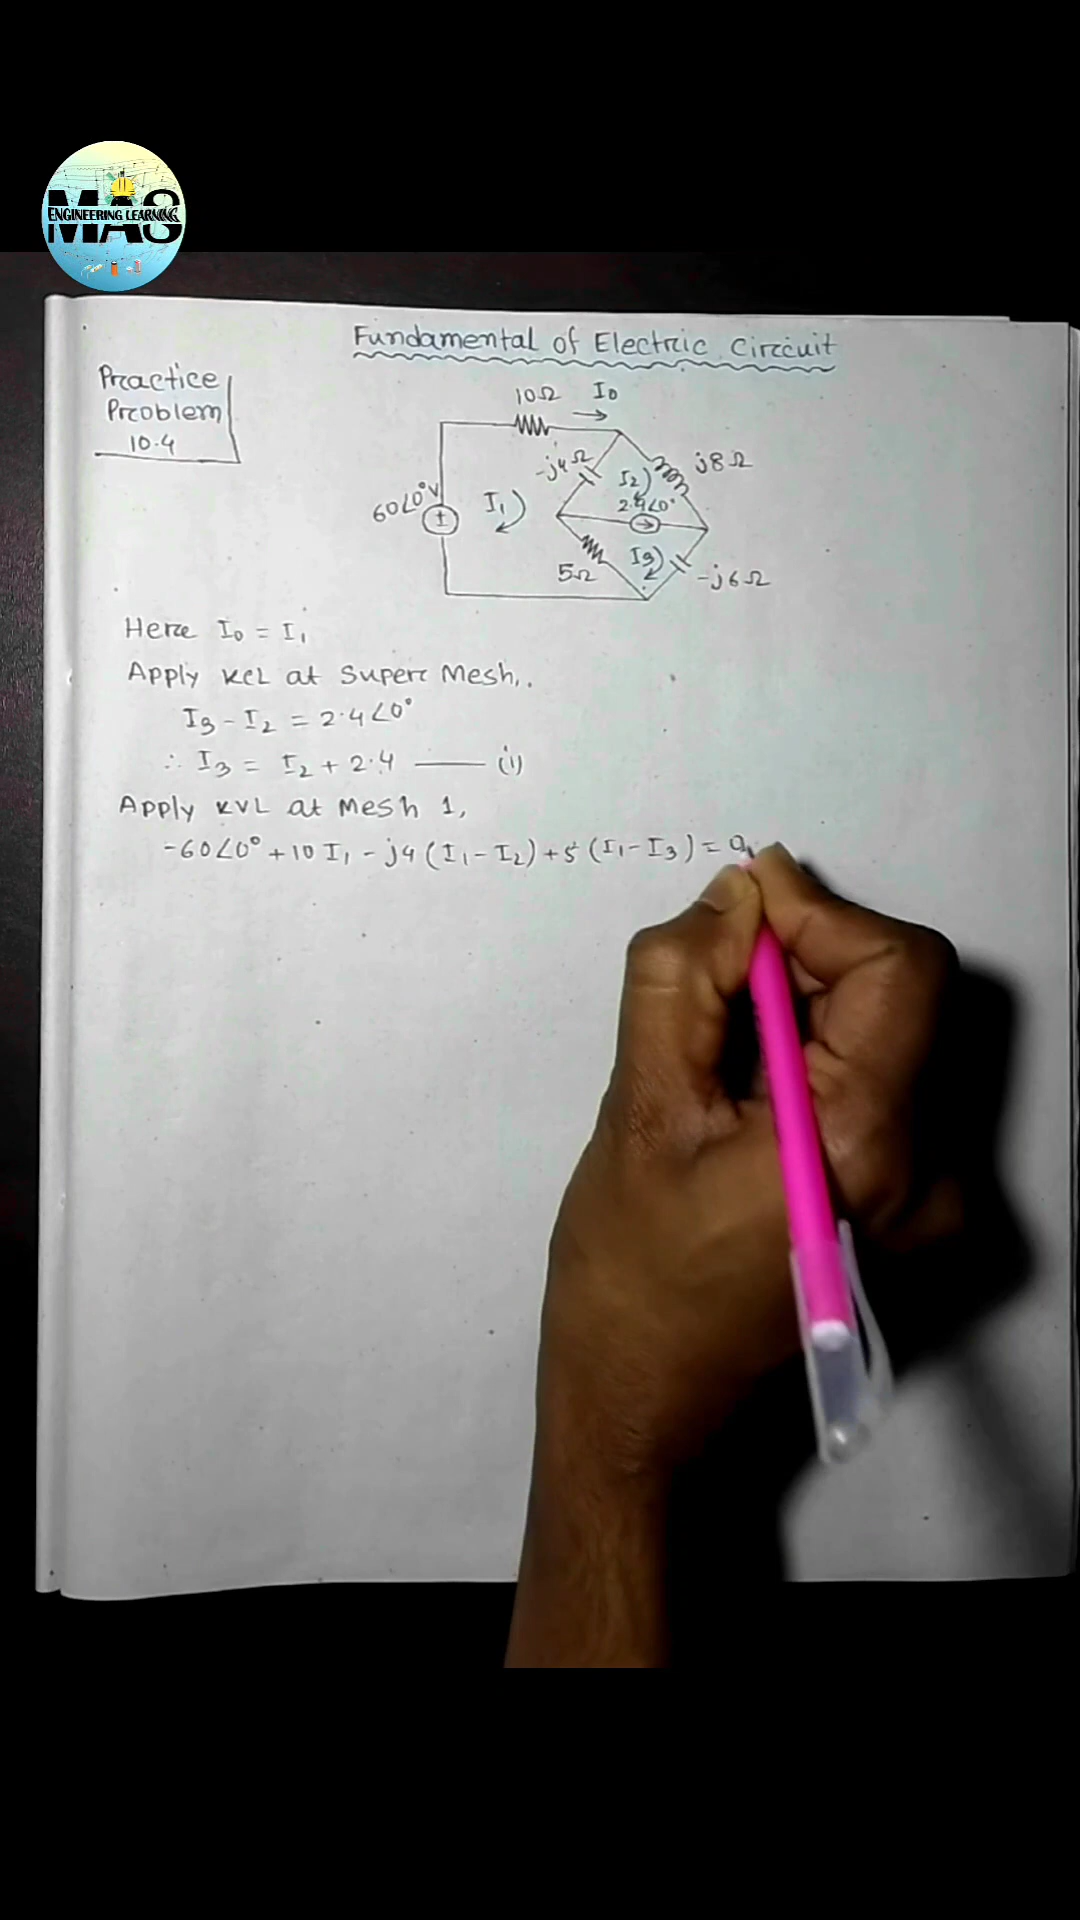 MAS
ENGINEERING LEARNING
Fundamental of Electric Circuit
Practice
Problem
10.4
10Ω I₀
-j4Ω
j8Ω
I₂
60∠0° V
I₁
2.4∠0°
I₃
5Ω
-j6Ω
Here I₀ = I₁
Apply KCL at Super Mesh,.
I₃ - I₂ = 2.4∠0°
∴ I₃ = I₂ + 2.4 —— (i)
Apply KVL at Mesh 1,
-60∠0° + 10 I₁ - j4 (I₁ - I₂) + 5 (I₁ - I₃) = 0